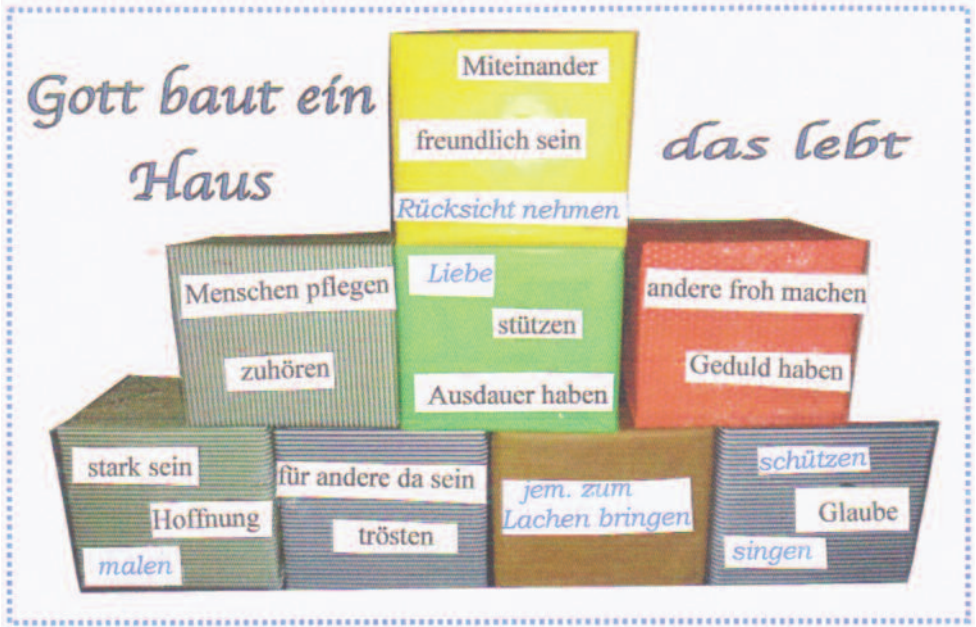 Gott baut ein
Haus
das lebt
Miteinander
freundlich sein
Rücksicht nehmen
Menschen pflegen
zuhören
Liebe
stützen
Ausdauer haben
andere froh machen
Geduld haben
stark sein
Hoffnung
malen
für andere da sein
trösten
jem. zum
Lachen bringen
schützen
Glaube
singen